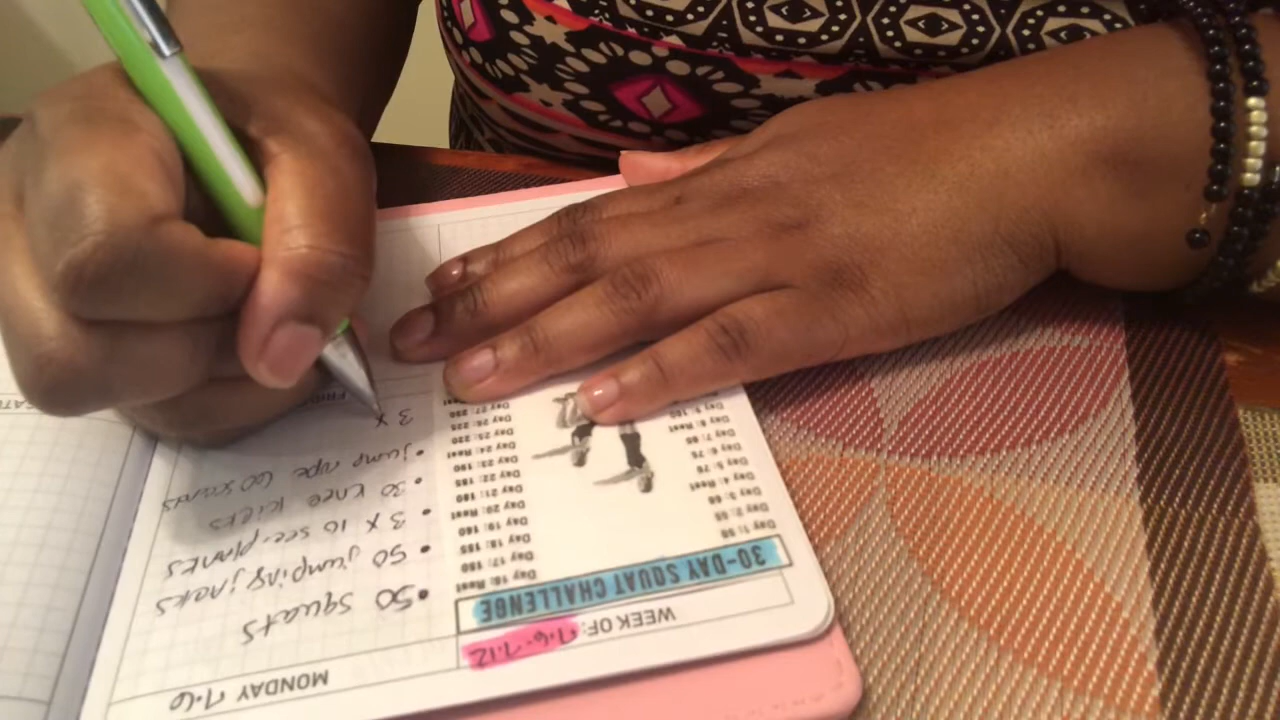 WEEK OF: 7.6-7.12
30-DAY SQUAT CHALLENGE
Day 1: 50
Day 2: 55
Day 3: 60
Day 4: Rest
Day 5: 70
Day 6: 75
Day 7:
Day 8: Rest
Day 9: 100
Day 16: Rest
Day 17: 150
Day 18: 155
Day 19: 160
Day 20: Rest
Day 21: 180
Day 22: 185
Day 23: 190
Day 24: Rest
Day 25: 220
Day 26: 225
Day 27: 230
MONDAY 7.6
• 50 squats
• 50 jumping jacks
• 3 x 10 sec. planks
• 30 knee kicks
• jump rope 60 seconds
3 x